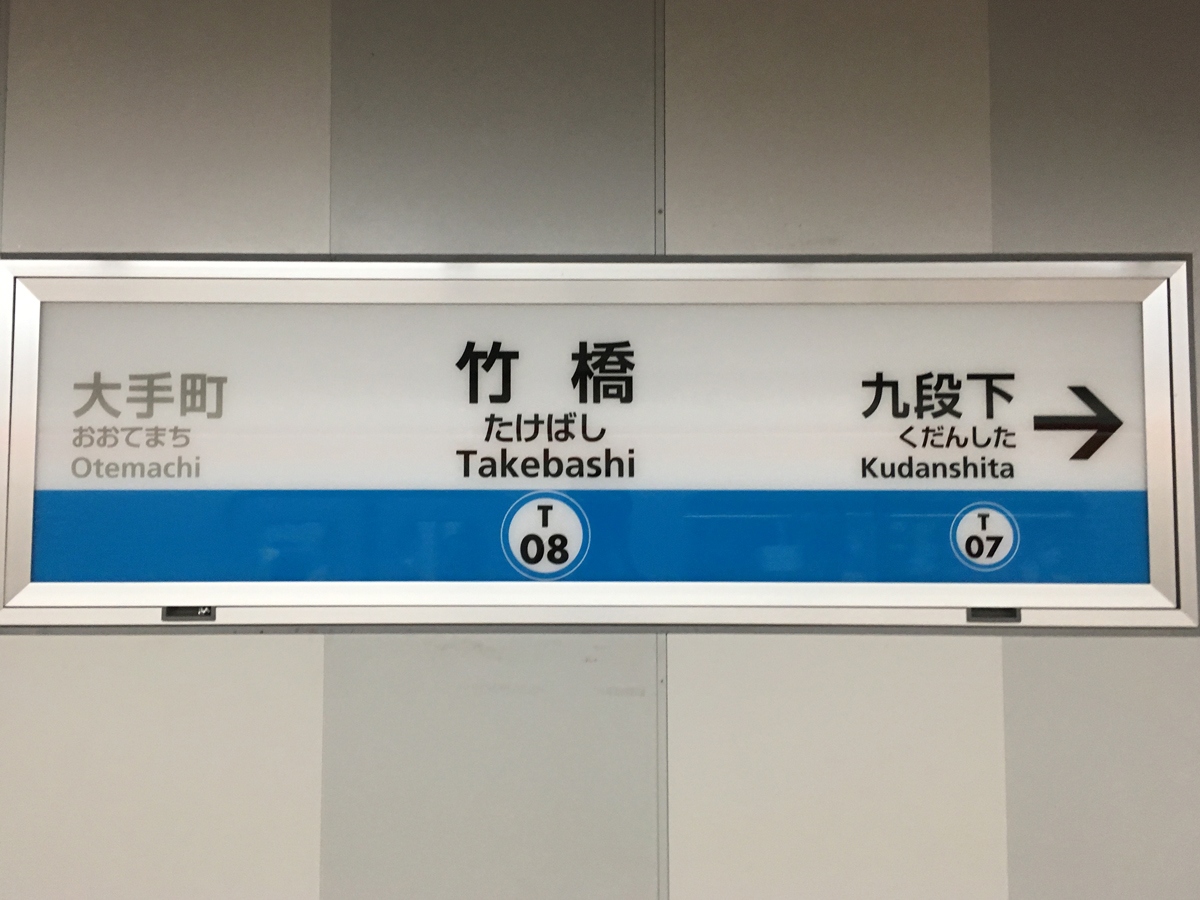 大手町
おおてまち
Otemachi
竹橋
たけばし
Takebashi
T
08
九段下
くだんした
Kudanshita
T
07